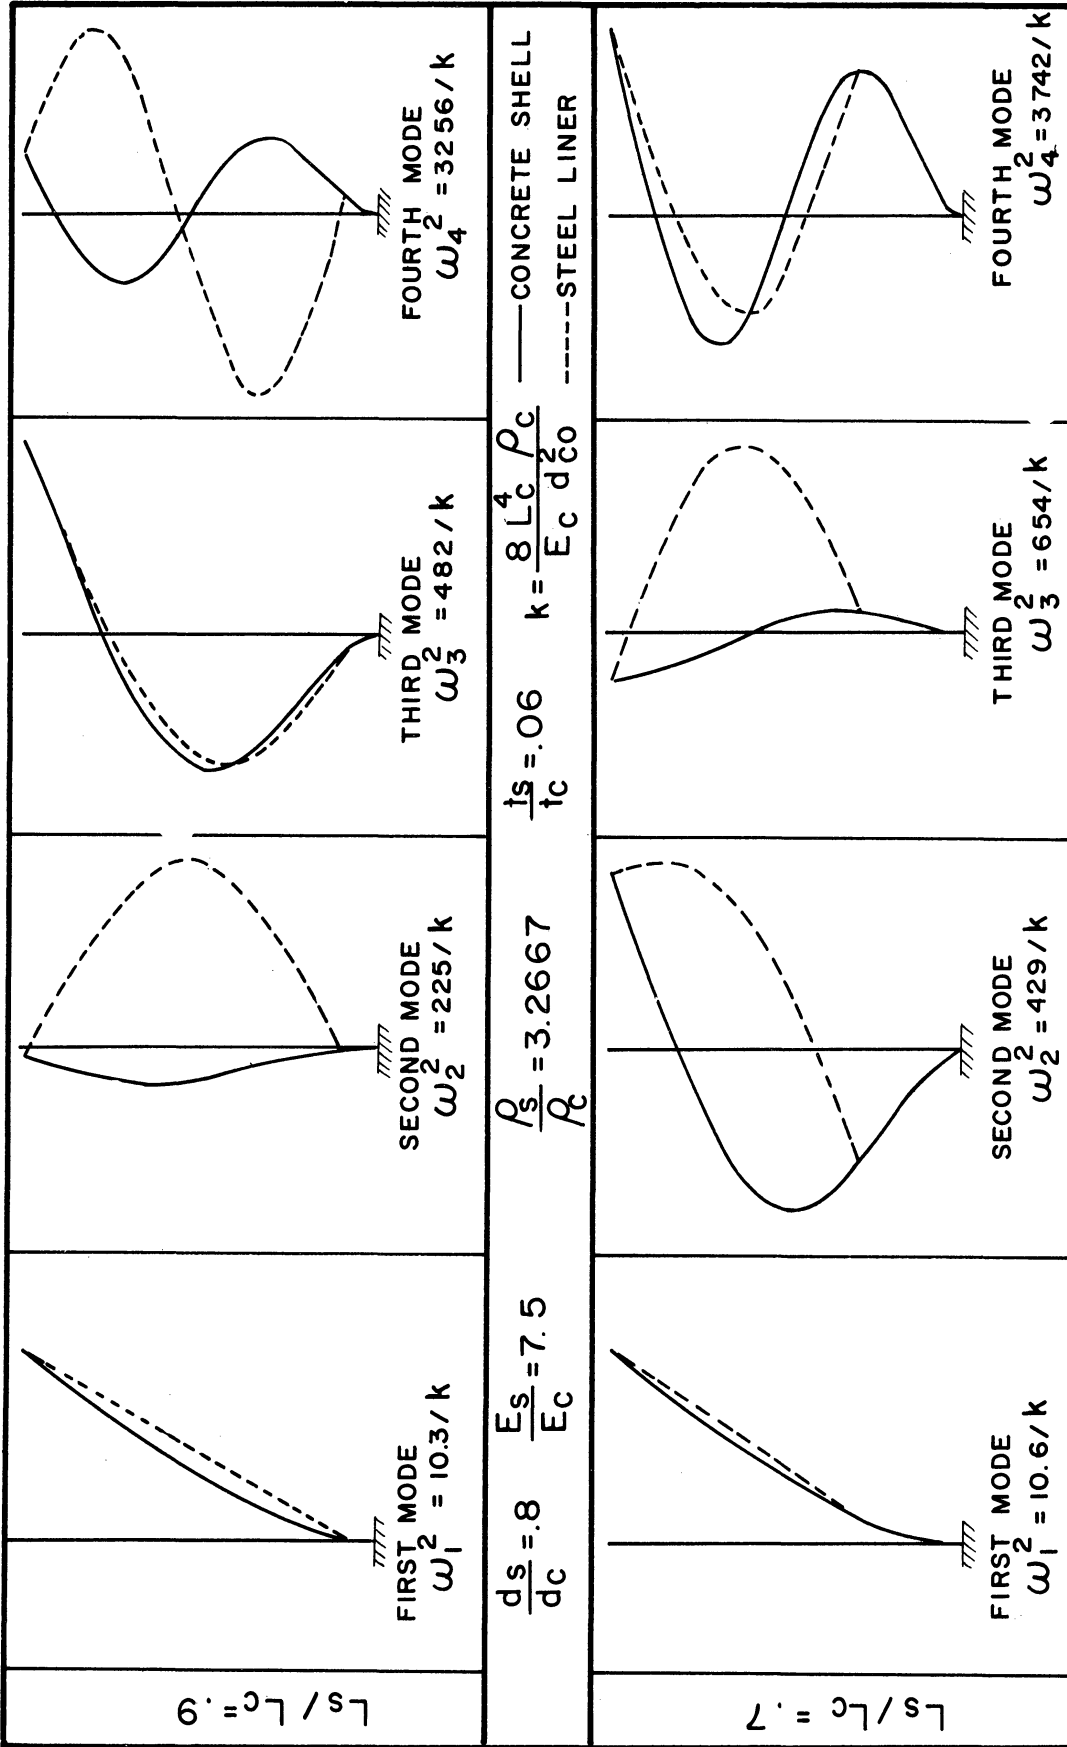 Ls / Lc = .9
FIRST MODE
ω₁² = 10.3/k
SECOND MODE
ω₂² = 225/k
THIRD MODE
ω₃² = 482/k
FOURTH MODE
ω₄² = 3256/k
ds/dc = .8 Es/Ec = 7.5 ρs/ρc = 3.2667 ts/tc = .06 k = 8 Lc⁴ ρc / Ec d²co
CONCRETE SHELL
STEEL LINER
Ls / Lc = .7
FIRST MODE
ω₁² = 10.6/k
SECOND MODE
ω₂² = 429/k
THIRD MODE
ω₃² = 654/k
FOURTH MODE
ω₄² = 3742/k